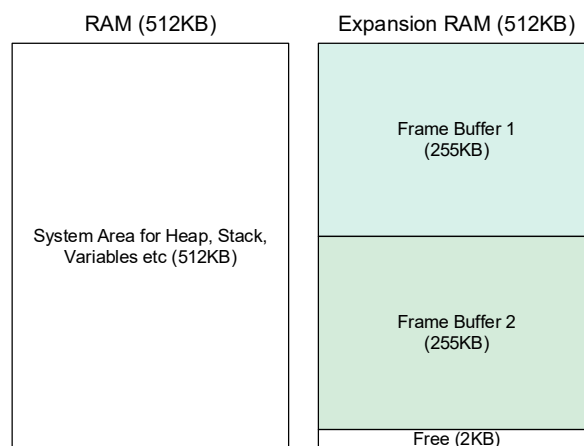 RAM (512KB)
Expansion RAM (512KB)
System Area for Heap, Stack,
Variables etc (512KB)
Frame Buffer 1
(255KB)
Frame Buffer 2
(255KB)
Free (2KB)